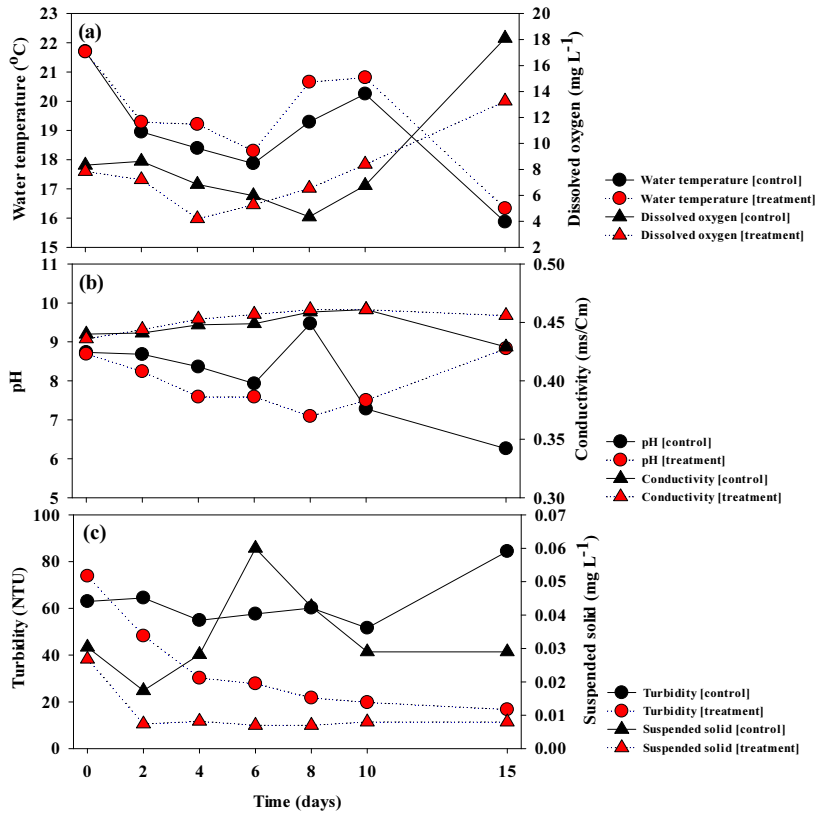 (a)
Water temperature (°C)
22
21
20
19
18
17
16
15
Dissolved oxygen (mg L-1)
20
18
16
14
12
10
8
6
4
2
Water temperature [control]
Water temperature [treatment]
Dissolved oxygen [control]
Dissolved oxygen [treatment]
(b)
pH
11
10
9
8
7
6
5
Conductivity (ms/Cm)
0.50
0.45
0.40
0.35
0.30
pH [control]
pH [treatment]
Conductivity [control]
Conductivity [treatment]
(c)
Turbidity (NTU)
100
80
60
40
20
0
Suspended solid (mg L-1)
0.07
0.06
0.05
0.04
0.03
0.02
0.01
0.00
Turbidity [control]
Turbidity [treatment]
Suspended solid [control]
Suspended solid [treatment]
0 2 4 6 8 10 15
Time (days)